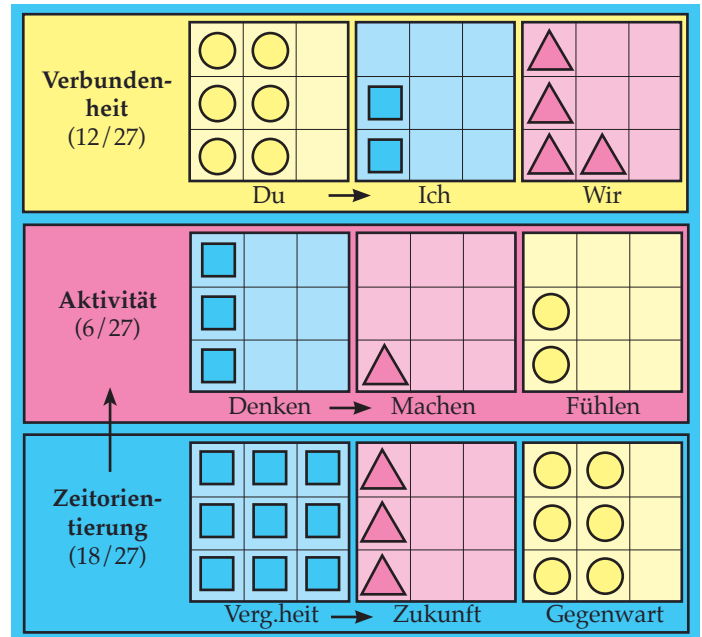 Verbunden-
heit
(12/27)
Du
Ich
Wir
Aktivität
(6/27)
Denken
Machen
Fühlen
Zeitorien-
tierung
(18/27)
Verg.heit
Zukunft
Gegenwart